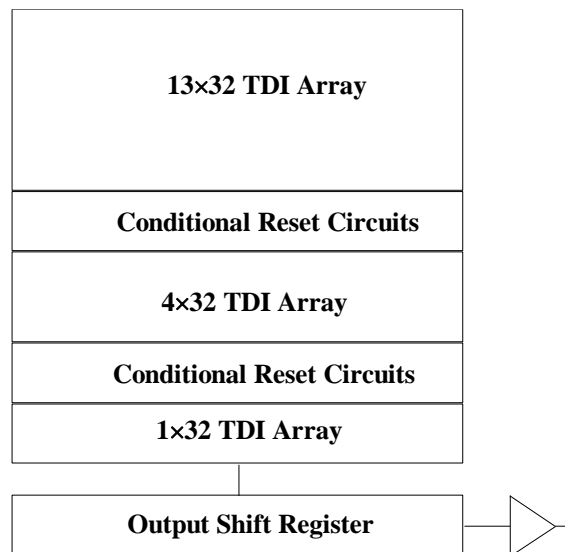 13×32 TDI Array
Conditional Reset Circuits
4×32 TDI Array
Conditional Reset Circuits
1×32 TDI Array
Output Shift Register